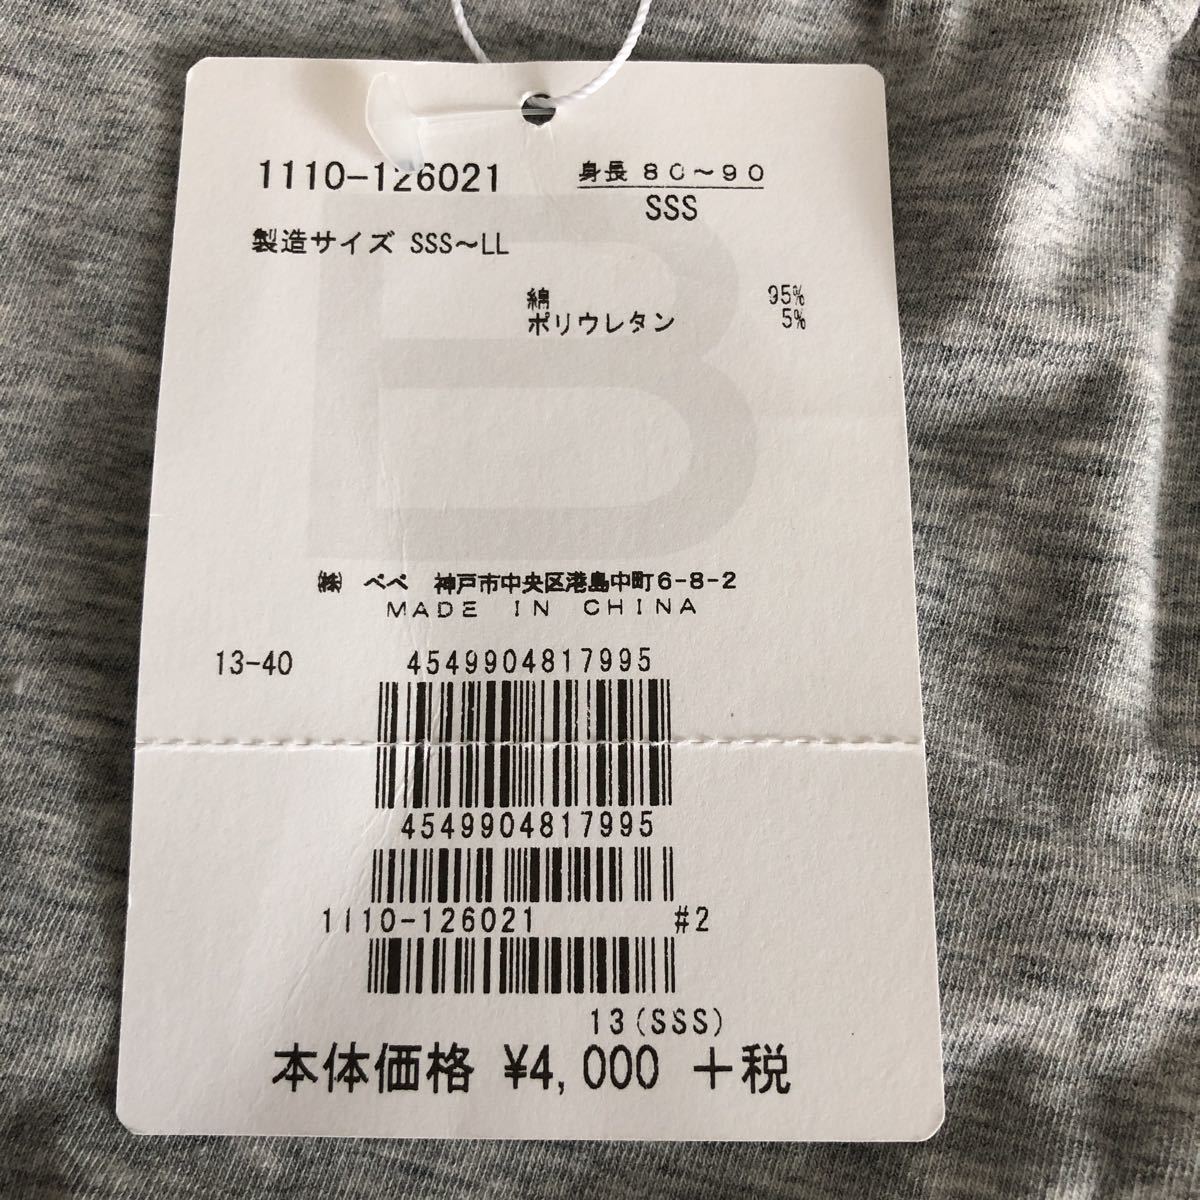 1110-126021
身長 80〜90
SSS
製造サイズ SSS〜LL
綿 95%
ポリウレタン 5%
㈱ べべ 神戸市中央区港島中町6-8-2
MADE IN CHINA
13-40 4549904817995
4549904817995
1110-126021 #2
13(SSS)
本体価格 ¥4,000 +税